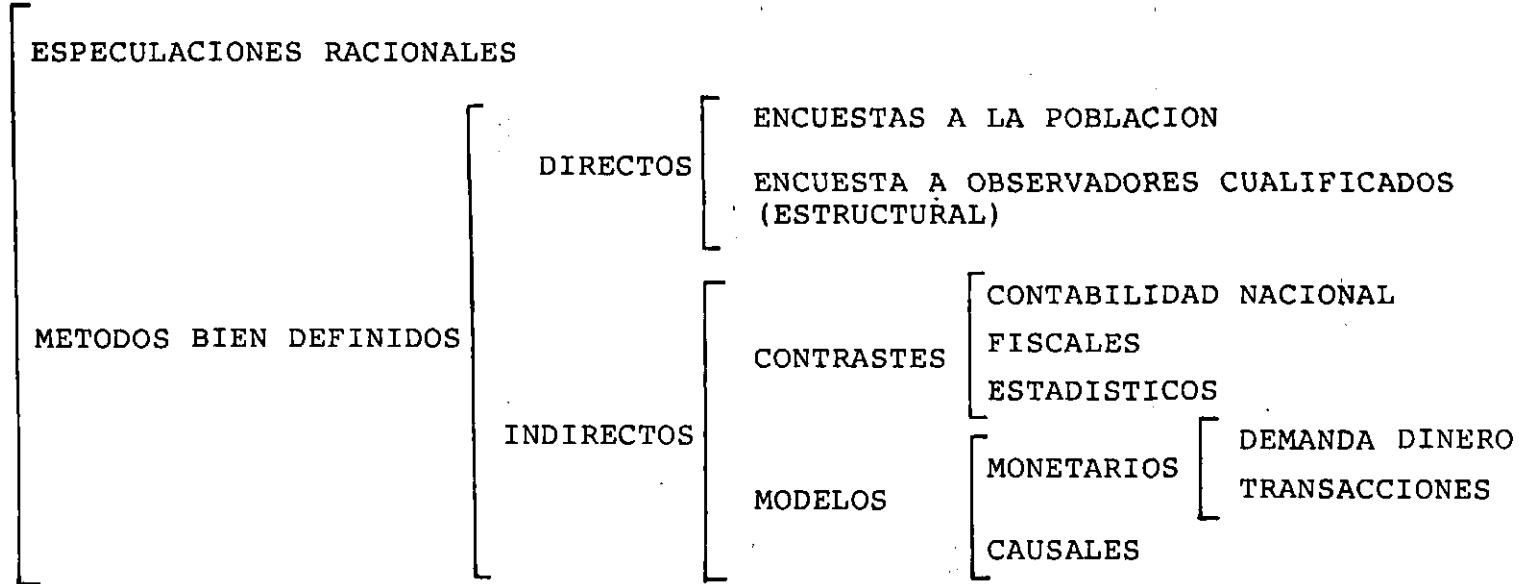 ESPECULACIONES RACIONALES
METODOS BIEN DEFINIDOS
DIRECTOS
ENCUESTAS A LA POBLACION
ENCUESTA A OBSERVADORES CUALIFICADOS
(ESTRUCTURAL)
INDIRECTOS
CONTRASTES
CONTABILIDAD NACIONAL
FISCALES
ESTADISTICOS
MODELOS
MONETARIOS
DEMANDA DINERO
TRANSACCIONES
CAUSALES